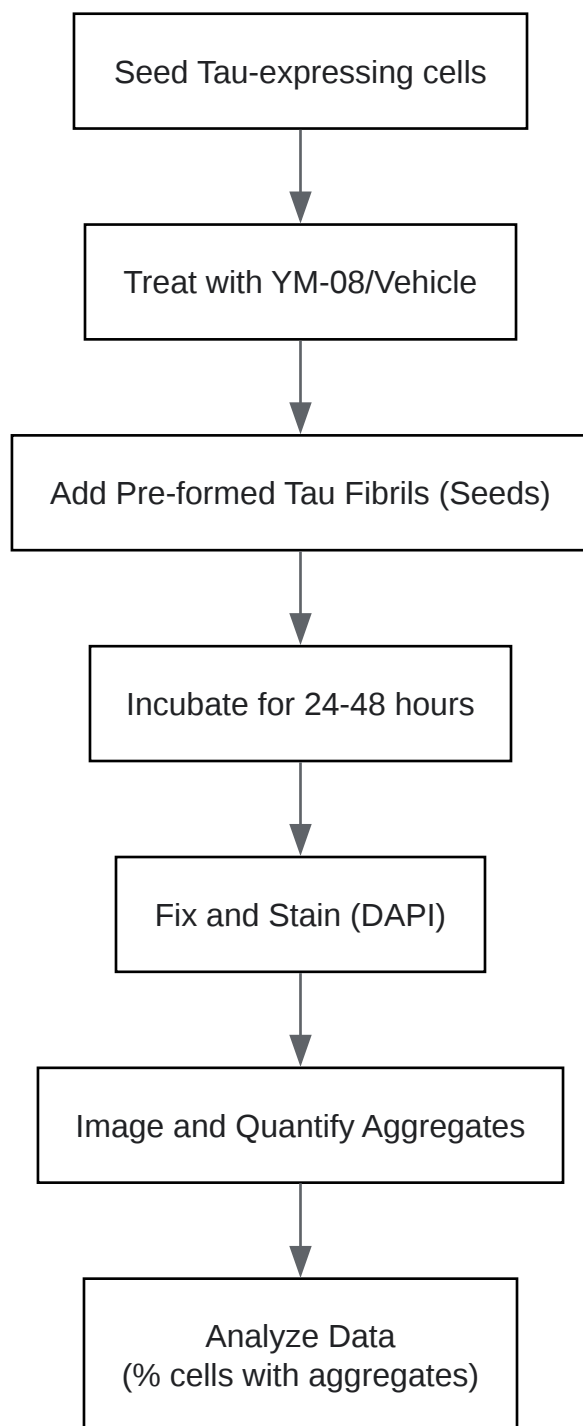 Seed Tau-expressing cells
Treat with YM-08/Vehicle
Add Pre-formed Tau Fibrils (Seeds)
Incubate for 24-48 hours
Fix and Stain (DAPI)
Image and Quantify Aggregates
Analyze Data
(% cells with aggregates)